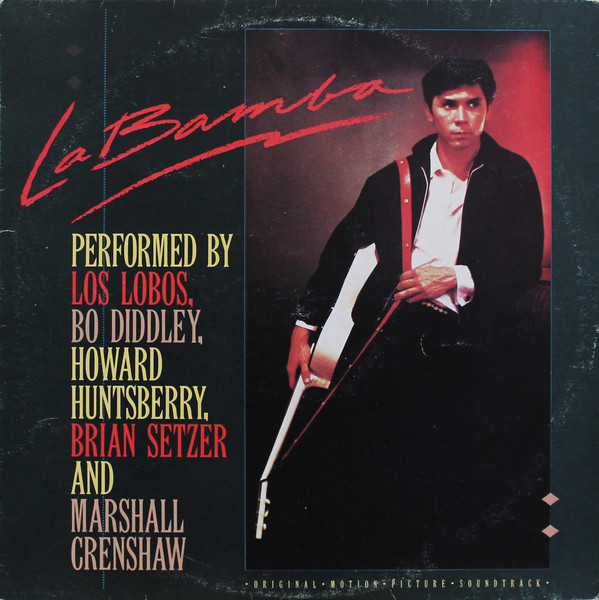 La Bamba
PERFORMED BY
LOS LOBOS,
BO DIDDLEY,
HOWARD
HUNTSBERRY,
BRIAN SETZER
AND
MARSHALL
CRENSHAW
• ORIGINAL • MOTION • PICTURE • SOUNDTRACK •